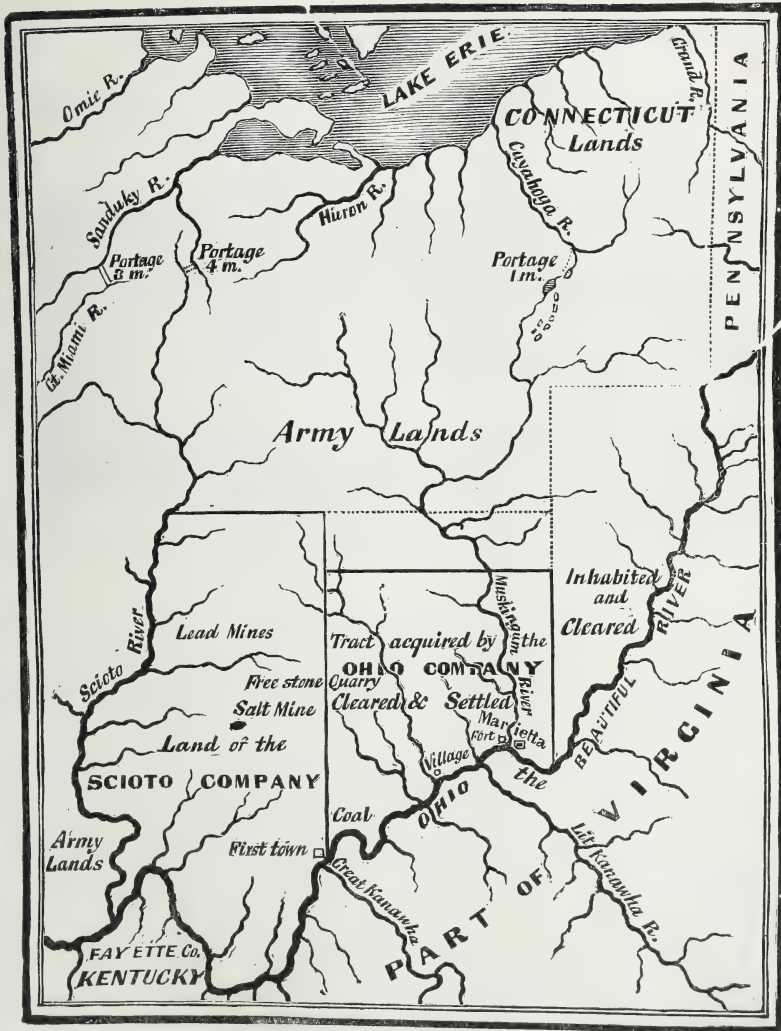 LAKE ERIE
Omie R.
Grand R.
PENNSYLVANIA
CONNECTICUT
Lands
Cuyahoga R.
Sanduky R.
Huron R.
Portage
3 m.
Portage
4 m.
Portage
1 m.
Gt. Miami R.
Army Lands
Inhabited
and
Cleared
Muskingum
River
Scioto River
Lead Mines
Tract acquired by the
OHIO COMPANY
Free stone Quarry
Cleared & Settled
Salt Mine
Marietta
Fort
Land of the
SCIOTO COMPANY
Village
OHIO
the
BEAUTIFUL RIVER
VIRGINIA
PART OF
Coal
Army
Lands
First town
Great Kanawha
Lit. Kanawha R.
FAYETTE Co.
KENTUCKY